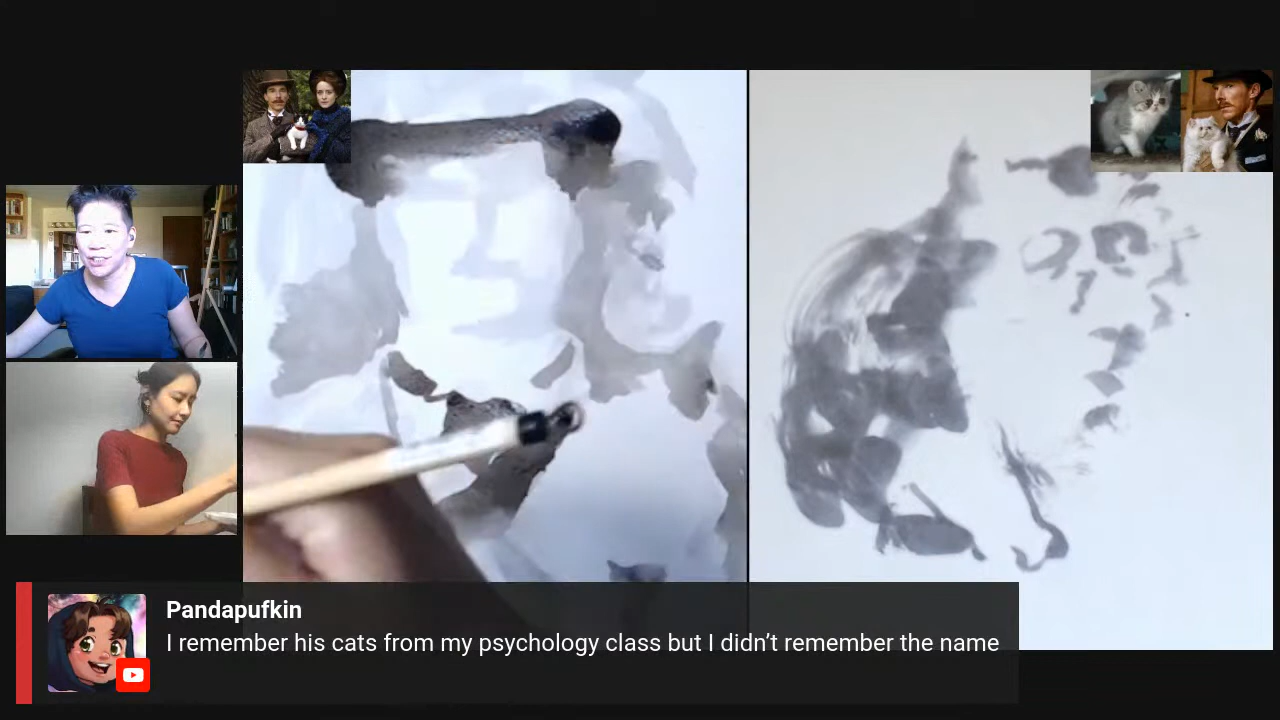 Pandapufkin
I remember his cats from my psychology class but I didn’t remember the name